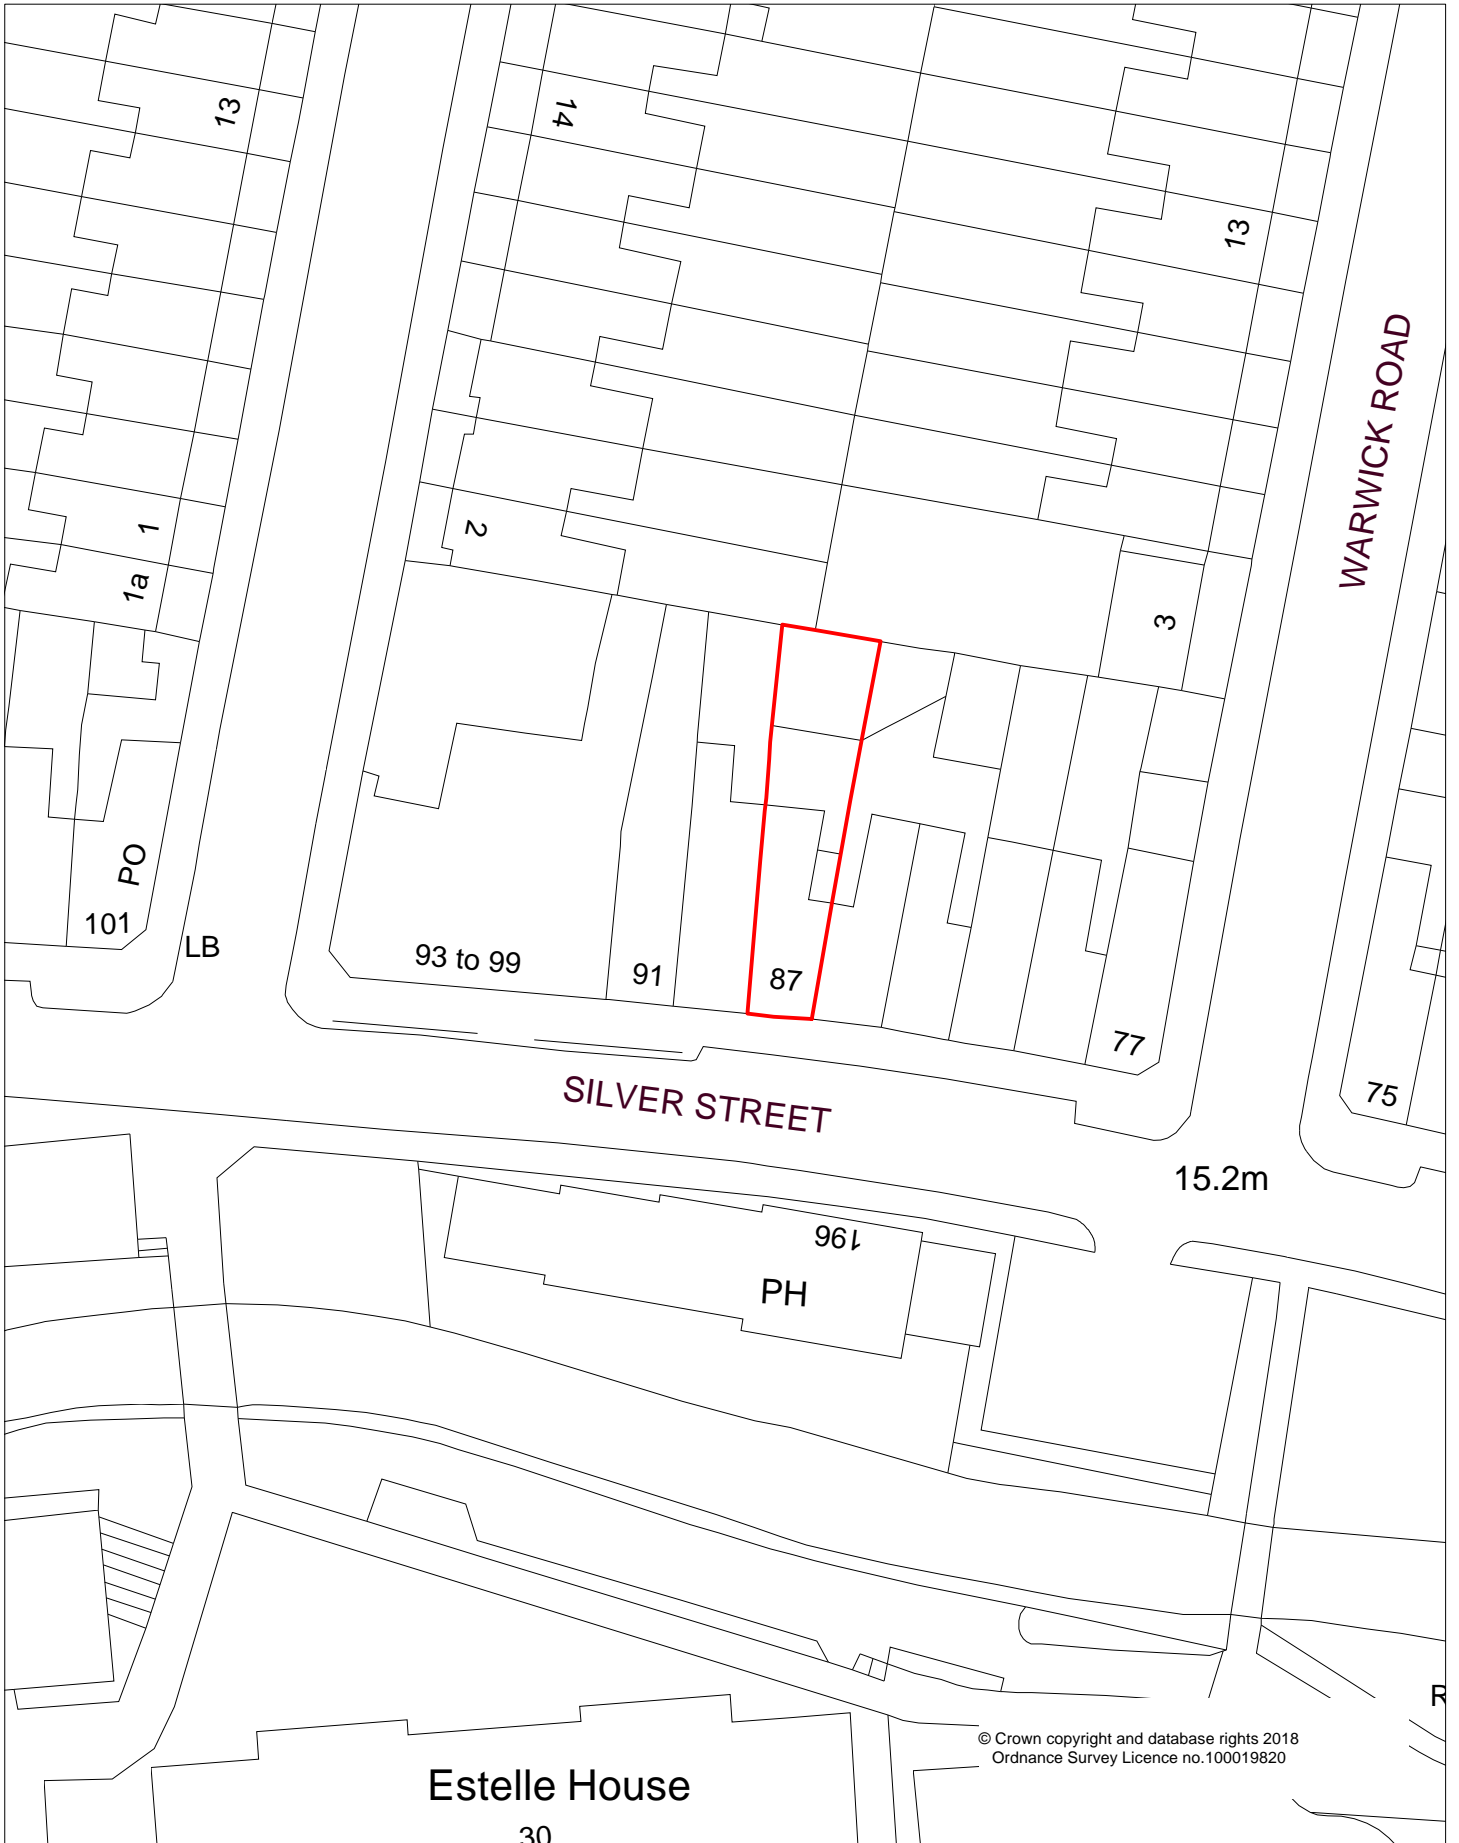 13
14
13
WARWICK ROAD
1
2
1a
3
PO
101
LB
93 to 99
91
87
77
75
SILVER STREET
15.2m
196
PH
R
© Crown copyright and database rights 2018
Ordnance Survey Licence no.100019820
Estelle House
30